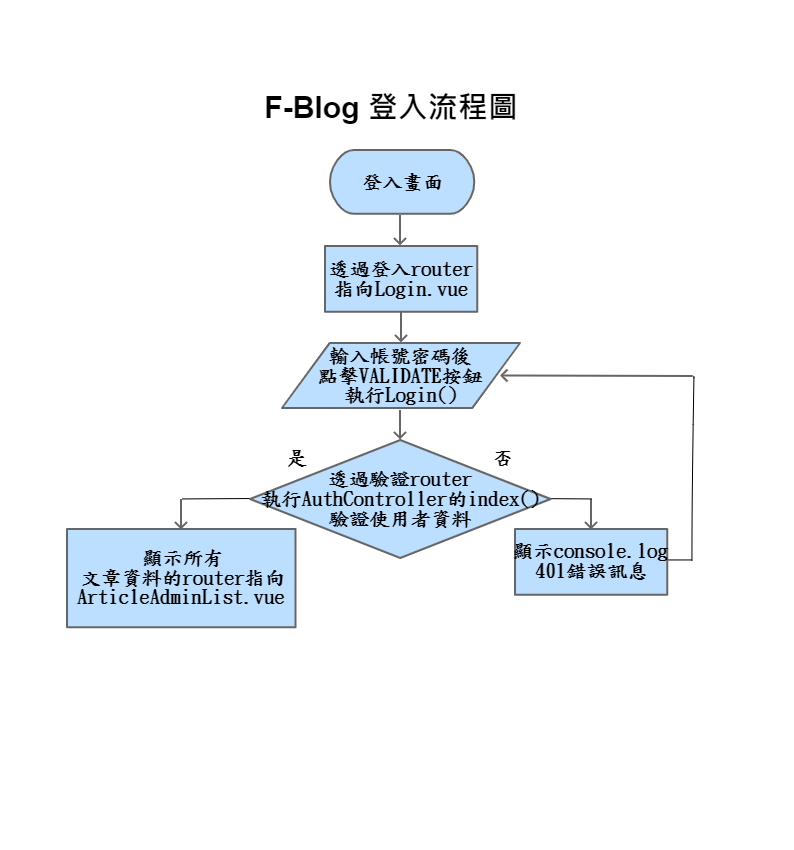 F-Blog 登入流程圖
登入畫面
透過登入router
指向Login.vue
輸入帳號密碼後
點擊VALIDATE按鈕
執行Login()
是
否
透過驗證router
執行AuthController的index()
驗證使用者資料
顯示所有
文章資料的router指向
ArticleAdminList.vue
顯示console.log
401錯誤訊息